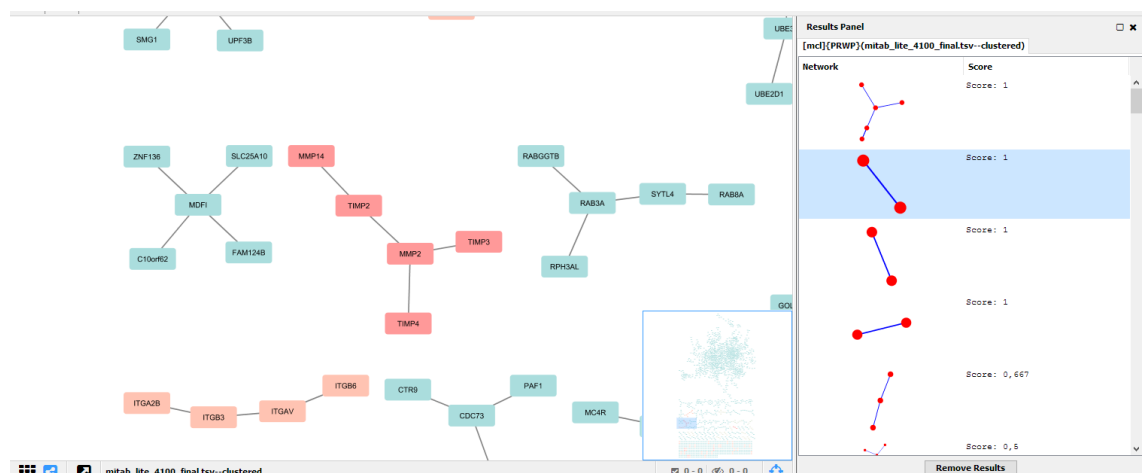 SMG1
UPF3B
UBE2D1
ZNF136
SLC25A10
MMP14
RABGGTB
MDFI
TIMP2
RAB3A
SYTL4
RAB8A
C10orf62
FAM124B
MMP2
TIMP3
RPH3AL
TIMP4
ITGA2B
ITGB3
ITGAV
ITGB6
CTR9
PAF1
CDC73
MC4R
mitab_lite_4100_final.tsv--clustered
0 - 0
0 - 0
Results Panel
[mcl]{PRWP}(mitab_lite_4100_final.tsv--clustered)
Network Score
Score: 1
Score: 1
Score: 1
Score: 1
Score: 0,667
Score: 0,5
Remove Results